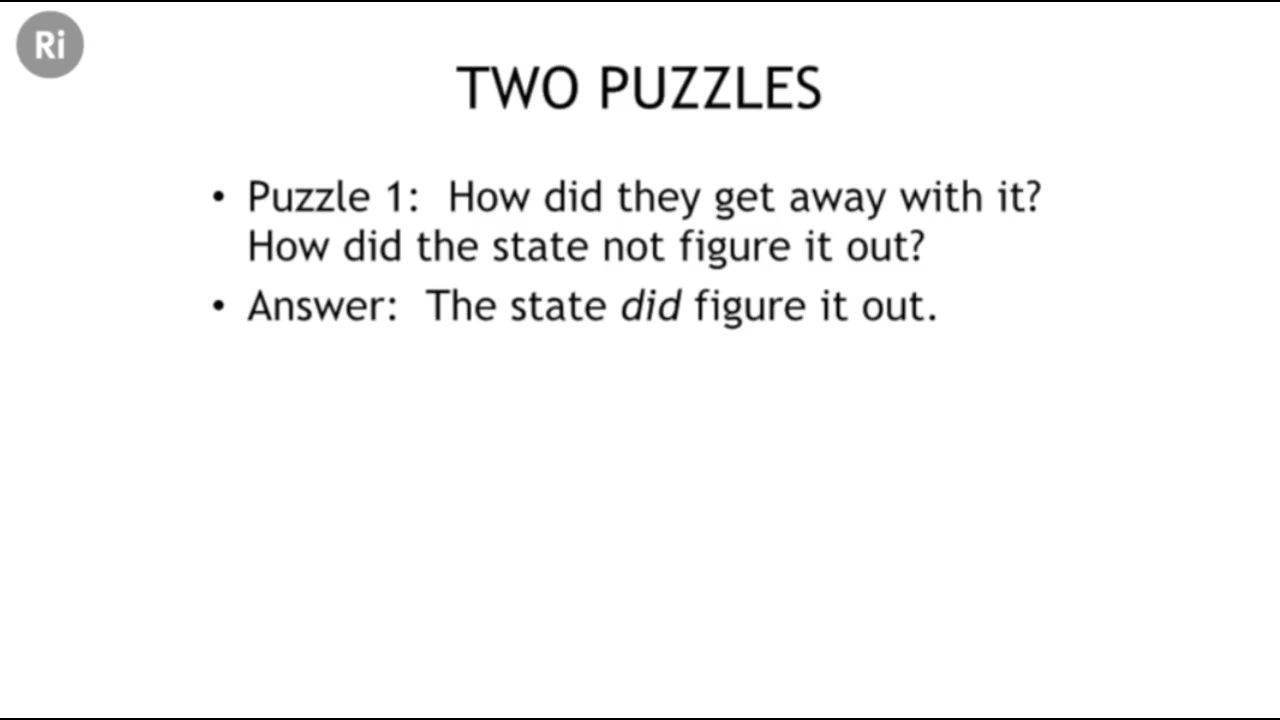 Ri
TWO PUZZLES
• Puzzle 1: How did they get away with it?
How did the state not figure it out?
• Answer: The state did figure it out.